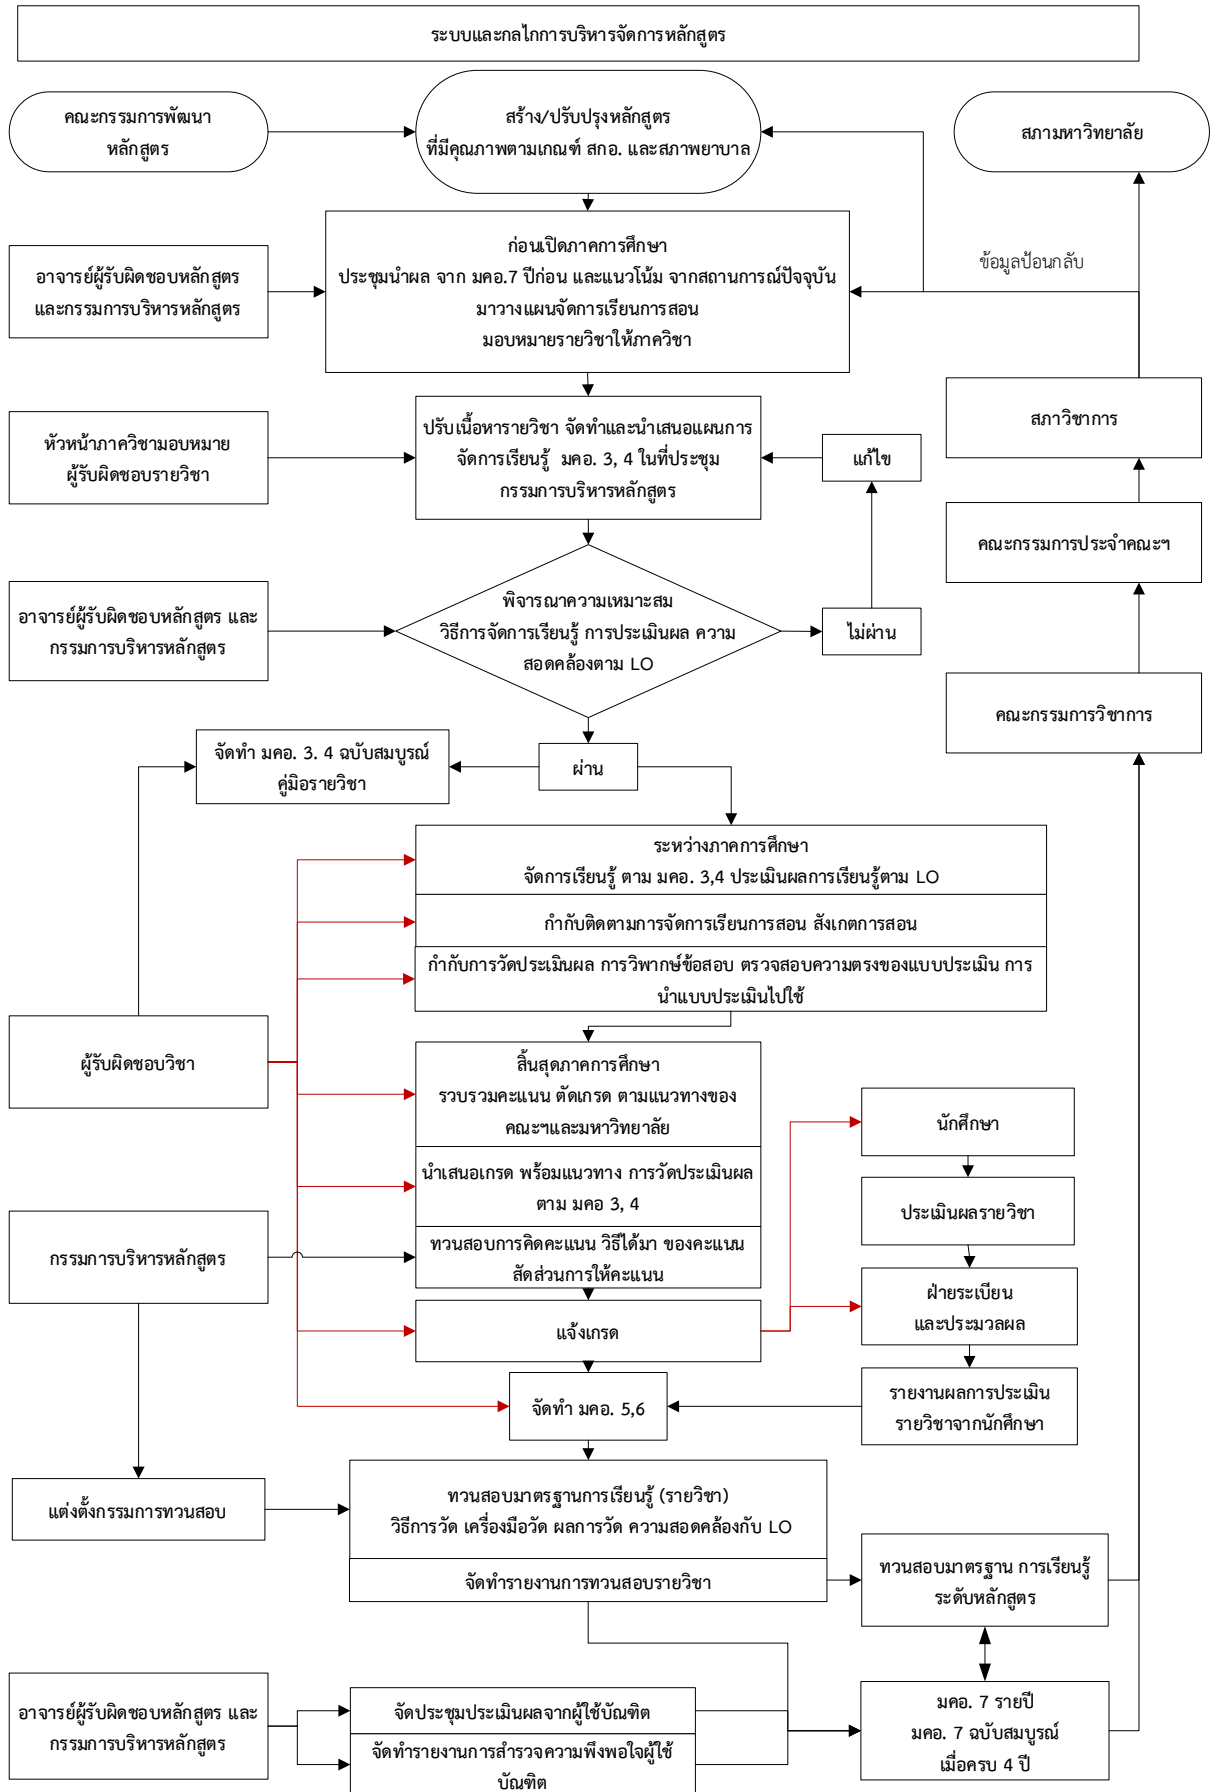 ระบบและกลไกการบริหารจัดการหลักสูตร
คณะกรรมการพัฒนา
หลักสูตร
สร้าง/ปรับปรุงหลักสูตร
ที่มีคุณภาพตามเกณฑ์ สกอ. และสภาพยาบาล
สภามหาวิทยาลัย
อาจารย์ผู้รับผิดชอบหลักสูตร
และกรรมการบริหารหลักสูตร
ก่อนเปิดภาคการศึกษา
ประชุมนำผล จาก มคอ.7 ปีก่อน และแนวโน้ม จากสถานการณ์ปัจจุบัน
มาวางแผนจัดการเรียนการสอน
มอบหมายรายวิชาให้ภาควิชา
ข้อมูลป้อนกลับ
สภาวิชาการ
หัวหน้าภาควิชามอบหมาย
ผู้รับผิดชอบรายวิชา
ปรับเนื้อหารายวิชา จัดทำและนำเสนอแผนการ
จัดการเรียนรู้ มคอ. 3, 4 ในที่ประชุม
กรรมการบริหารหลักสูตร
แก้ไข
คณะกรรมการประจำคณะฯ
อาจารย์ผู้รับผิดชอบหลักสูตร และ
กรรมการบริหารหลักสูตร
พิจารณาความเหมาะสม
วิธีการจัดการเรียนรู้ การประเมินผล ความ
สอดคล้องตาม LO
ไม่ผ่าน
คณะกรรมการวิชาการ
จัดทำ มคอ. 3. 4 ฉบับสมบูรณ์
คู่มือรายวิชา
ผ่าน
ระหว่างภาคการศึกษา
จัดการเรียนรู้ ตาม มคอ. 3,4 ประเมินผลการเรียนรู้ตาม LO
กำกับติดตามการจัดการเรียนการสอน สังเกตการสอน
กำกับการวัดประเมินผล การวิพากษ์ข้อสอบ ตรวจสอบความตรงของแบบประเมิน การ
นำแบบประเมินไปใช้
ผู้รับผิดชอบวิชา
สิ้นสุดภาคการศึกษา
รวบรวมคะแนน ตัดเกรด ตามแนวทางของ
คณะฯและมหาวิทยาลัย
นักศึกษา
นำเสนอเกรด พร้อมแนวทาง การวัดประเมินผล
ตาม มคอ 3, 4
ประเมินผลรายวิชา
กรรมการบริหารหลักสูตร
ทวนสอบการคิดคะแนน วิธีได้มา ของคะแนน
สัดส่วนการให้คะแนน
ฝ่ายระเบียน
และประมวลผล
แจ้งเกรด
จัดทำ มคอ. 5,6
รายงานผลการประเมิน
รายวิชาจากนักศึกษา
แต่งตั้งกรรมการทวนสอบ
ทวนสอบมาตรฐานการเรียนรู้ (รายวิชา)
วิธีการวัด เครื่องมือวัด ผลการวัด ความสอดคล้องกับ LO
จัดทำรายงานการทวนสอบรายวิชา
ทวนสอบมาตรฐาน การเรียนรู้
ระดับหลักสูตร
อาจารย์ผู้รับผิดชอบหลักสูตร และ
กรรมการบริหารหลักสูตร
จัดประชุมประเมินผลจากผู้ใช้บัณฑิต
จัดทำรายงานการสำรวจความพึงพอใจผู้ใช้
บัณฑิต
มคอ. 7 รายปี
มคอ. 7 ฉบับสมบูรณ์
เมื่อครบ 4 ปี